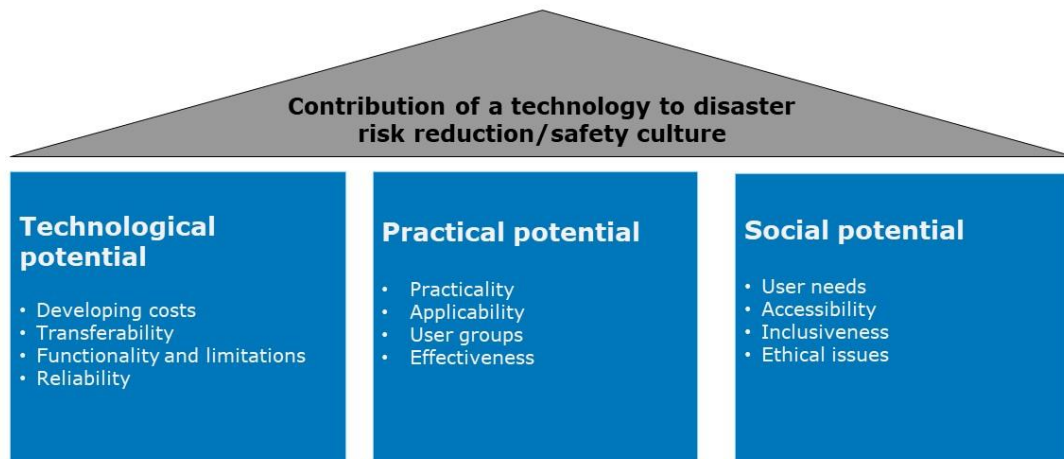 Contribution of a technology to disaster
risk reduction/safety culture
Technological
potential
• Developing costs
• Transferability
• Functionality and limitations
• Reliability
Practical potential
• Practicality
• Applicability
• User groups
• Effectiveness
Social potential
• User needs
• Accessibility
• Inclusiveness
• Ethical issues